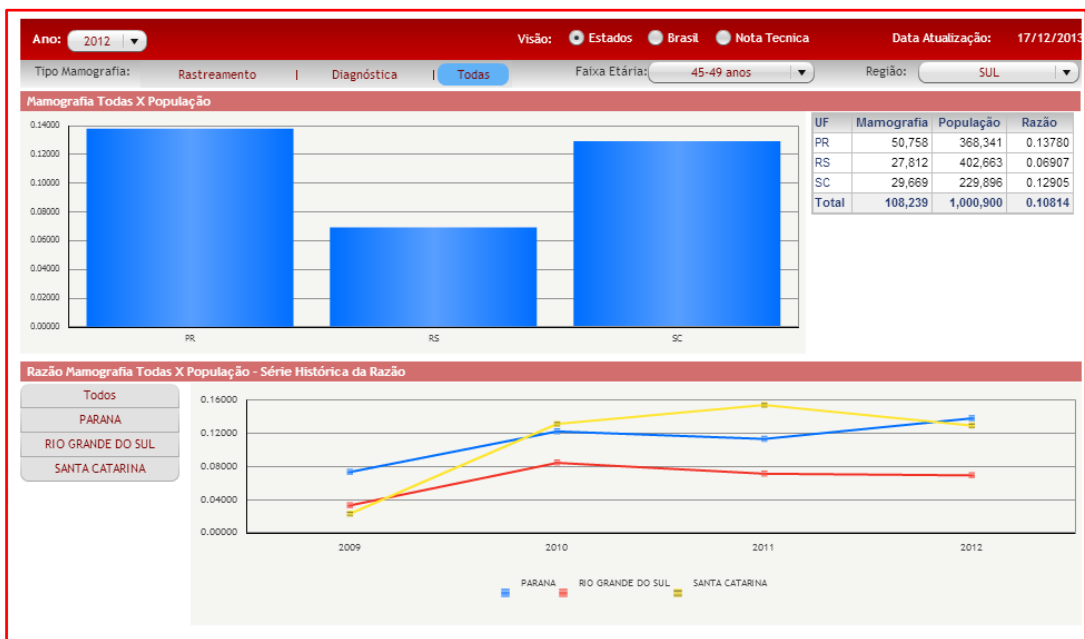 Ano: 2012 Visão: Estados Brasil Nota Tecnica Data Atualização: 17/12/2013
Tipo Mamografia: Rastreamento | Diagnóstica | Todas Faixa Etária: 45-49 anos Região: SUL
Mamografia Todas X População
0.14000
0.12000
0.10000
0.08000
0.06000
0.04000
0.02000
0.00000
PR RS SC
UF Mamografia População Razão
PR 50,758 368,341 0.13780
RS 27,812 402,663 0.06907
SC 29,669 229,896 0.12905
Total 108,239 1,000,900 0.10814
Razão Mamografia Todas X População - Série Histórica da Razão
Todos
PARANA
RIO GRANDE DO SUL
SANTA CATARINA
0.16000
0.12000
0.08000
0.04000
0.00000
2009 2010 2011 2012
PARANA RIO GRANDE DO SUL SANTA CATARINA